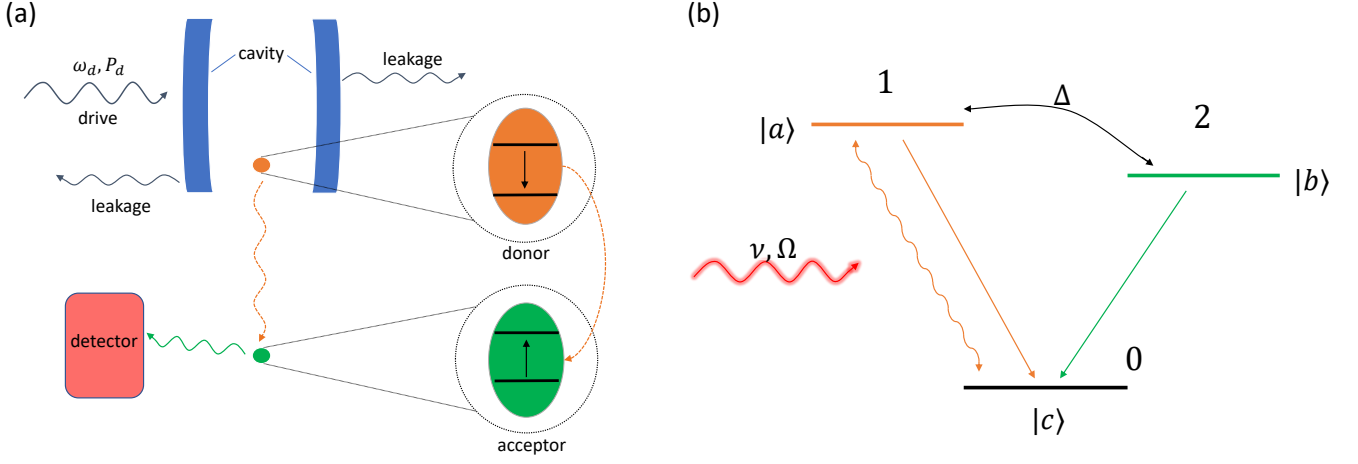 (a)
cavity
leakage
ω_d, P_d
drive
leakage
donor
detector
acceptor
(b)
1
Δ
2
|a⟩
|b⟩
ν, Ω
0
|c⟩